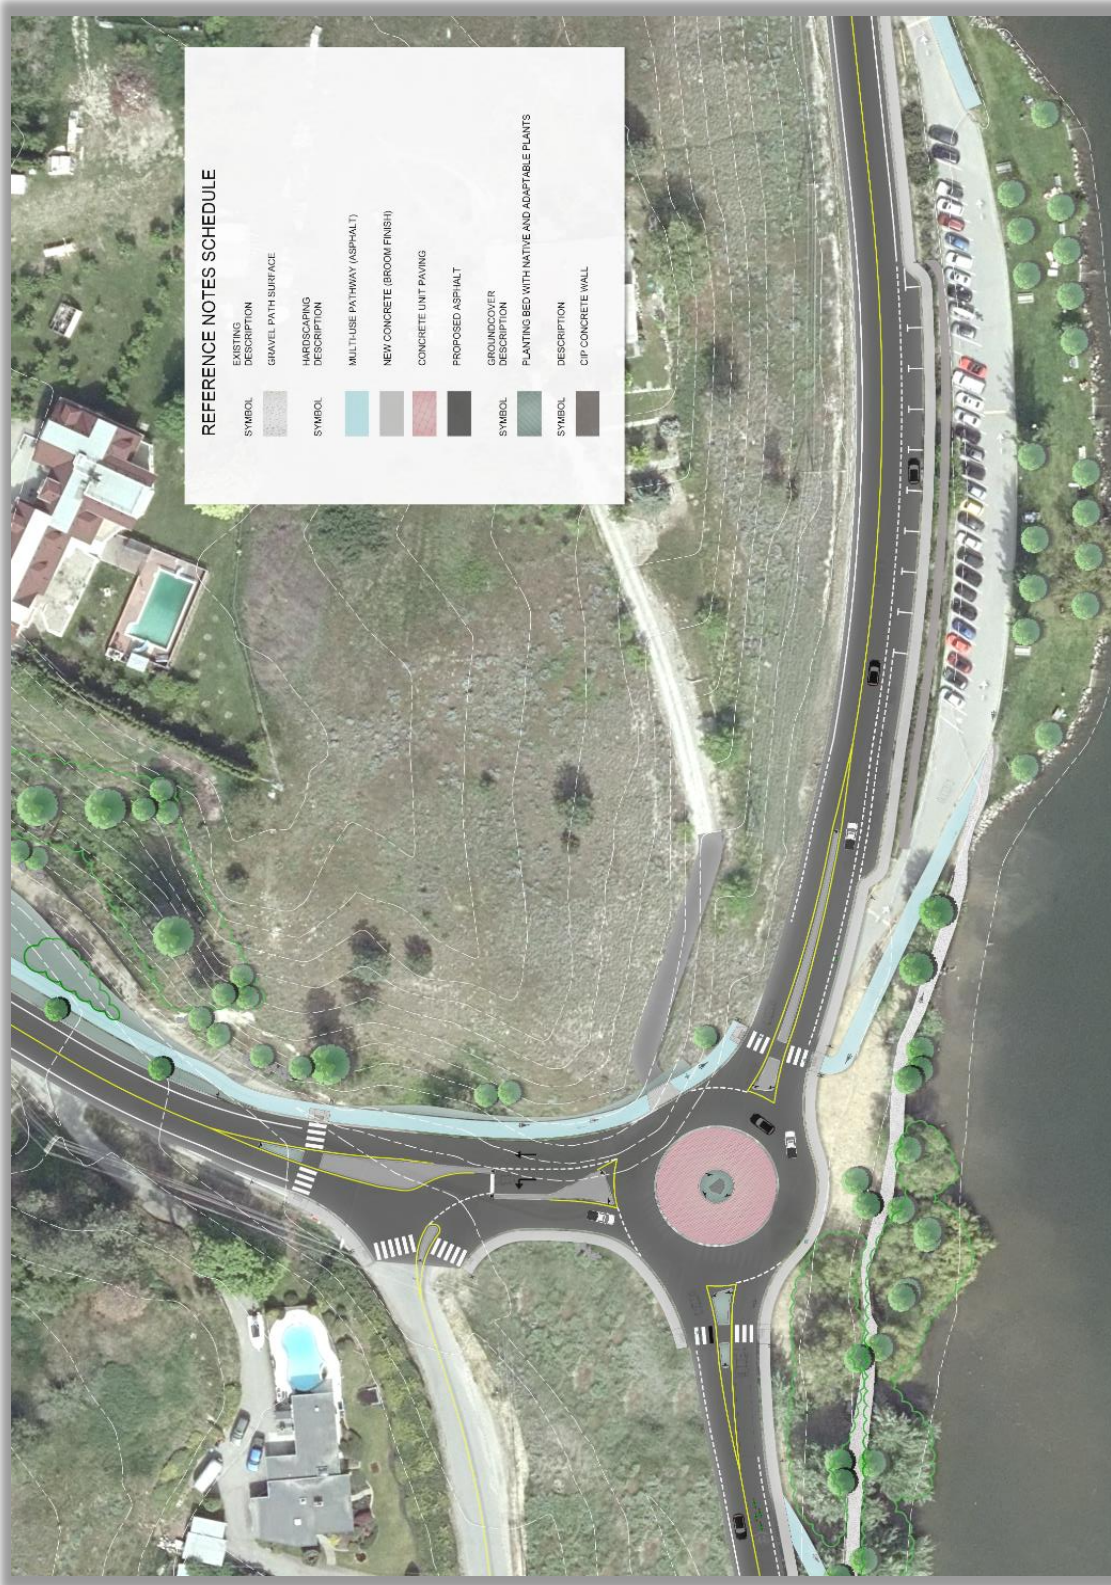 REFERENCE NOTES SCHEDULE
EXISTING
SYMBOL DESCRIPTION
GRAVEL PATH SURFACE
HARDSCAPING
SYMBOL DESCRIPTION
MULTI-USE PATHWAY (ASPHALT)
NEW CONCRETE (BROOM FINISH)
CONCRETE UNIT PAVING
PROPOSED ASPHALT
GROUNDCOVER
SYMBOL DESCRIPTION
PLANTING BED WITH NATIVE AND ADAPTABLE PLANTS
SYMBOL DESCRIPTION
CIP CONCRETE WALL